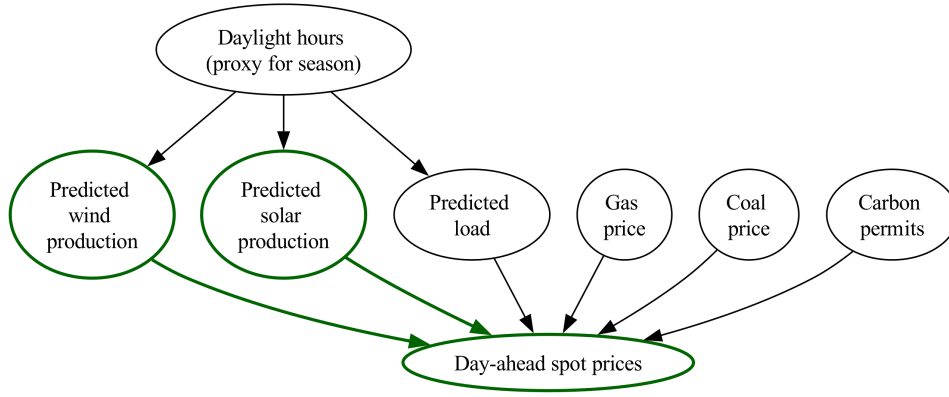 Daylight hours
(proxy for season)
Predicted
wind
production
Predicted
solar
production
Predicted
load
Gas
price
Coal
price
Carbon
permits
Day-ahead spot prices